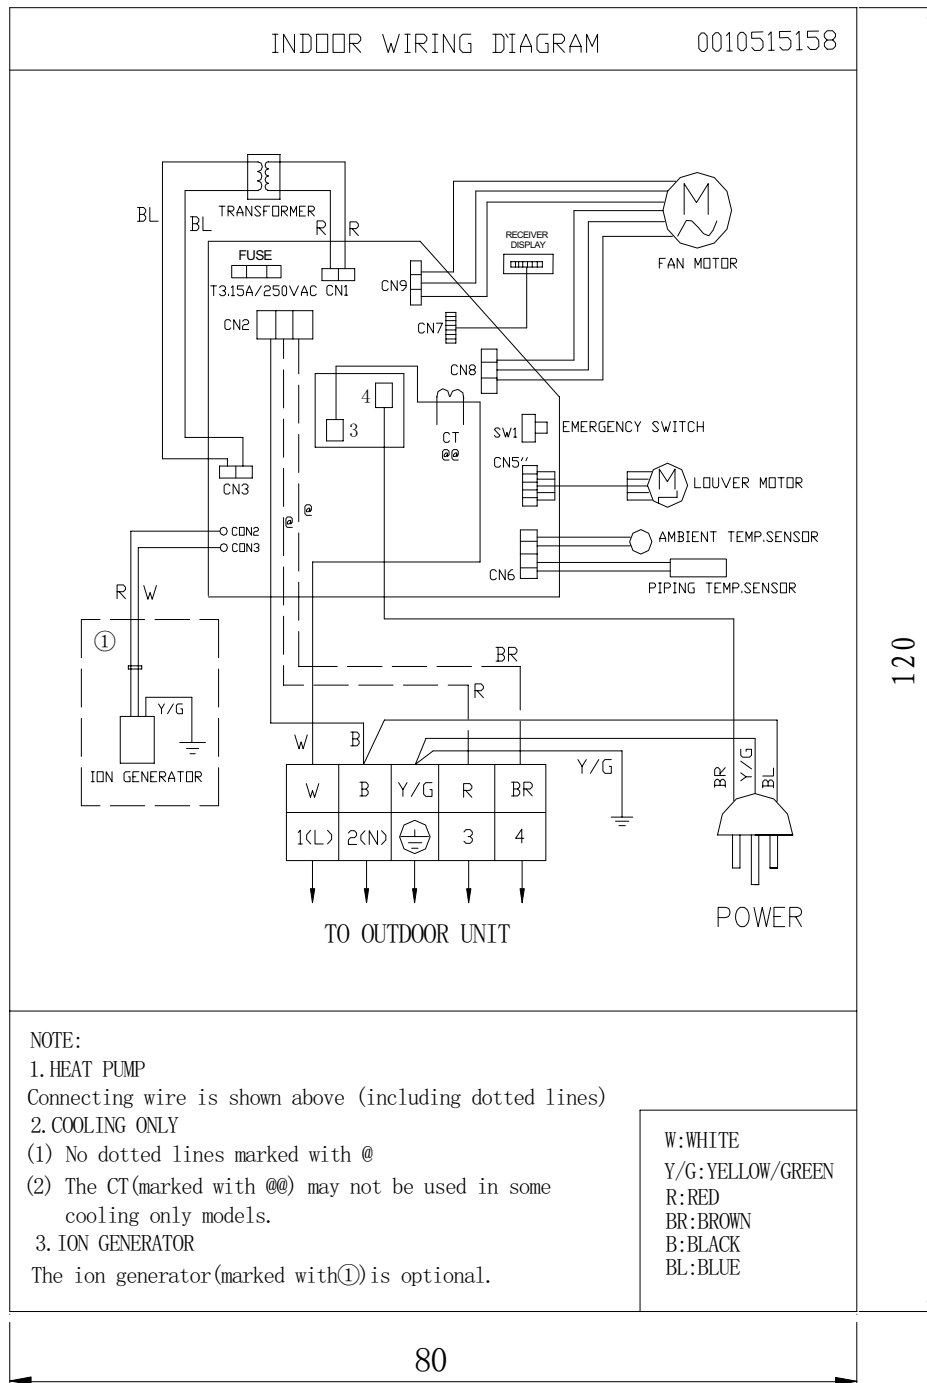 INDOOR WIRING DIAGRAM 0010515158
TRANSFORMER
BL
BL
R R
FUSE
T3.15A/250VAC CN1
CN2
CN9
RECEIVER
DISPLAY
FAN MOTOR
CN7
CN8
4
3
CT
@@
SW1 EMERGENCY SWITCH
CN5''
LOUVER MOTOR
CN3
@ @
CON2
CON3
AMBIENT TEMP.SENSOR
CN6
PIPING TEMP.SENSOR
R W
①
Y/G
ION GENERATOR
BR
R
W B
Y/G
BR Y/G BL
W B Y/G R BR
1(L) 2(N) 3 4
TO OUTDOOR UNIT
POWER
120
NOTE:
1.HEAT PUMP
Connecting wire is shown above (including dotted lines)
2.COOLING ONLY
(1) No dotted lines marked with @
(2) The CT(marked with @@) may not be used in some
cooling only models.
3.ION GENERATOR
The ion generator(marked with①)is optional.
W:WHITE
Y/G:YELLOW/GREEN
R:RED
BR:BROWN
B:BLACK
BL:BLUE
80
M
M